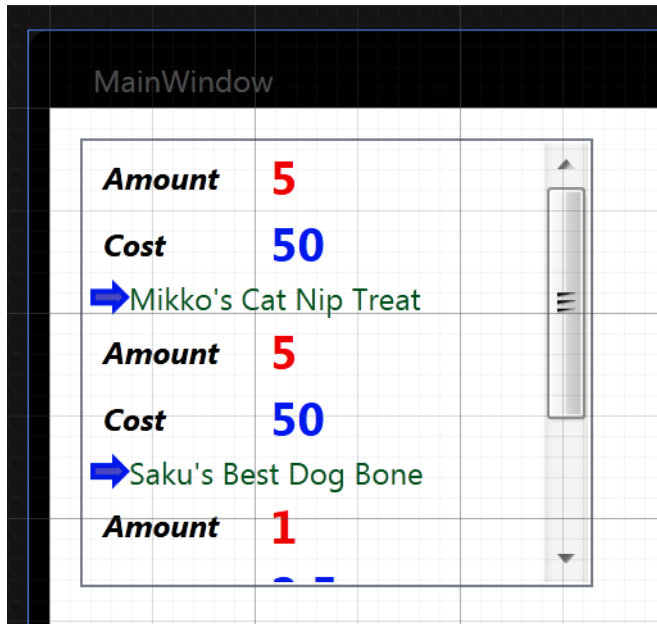 MainWindow
Amount 5
Cost 50
Mikko's Cat Nip Treat
Amount 5
Cost 50
Saku's Best Dog Bone
Amount 1